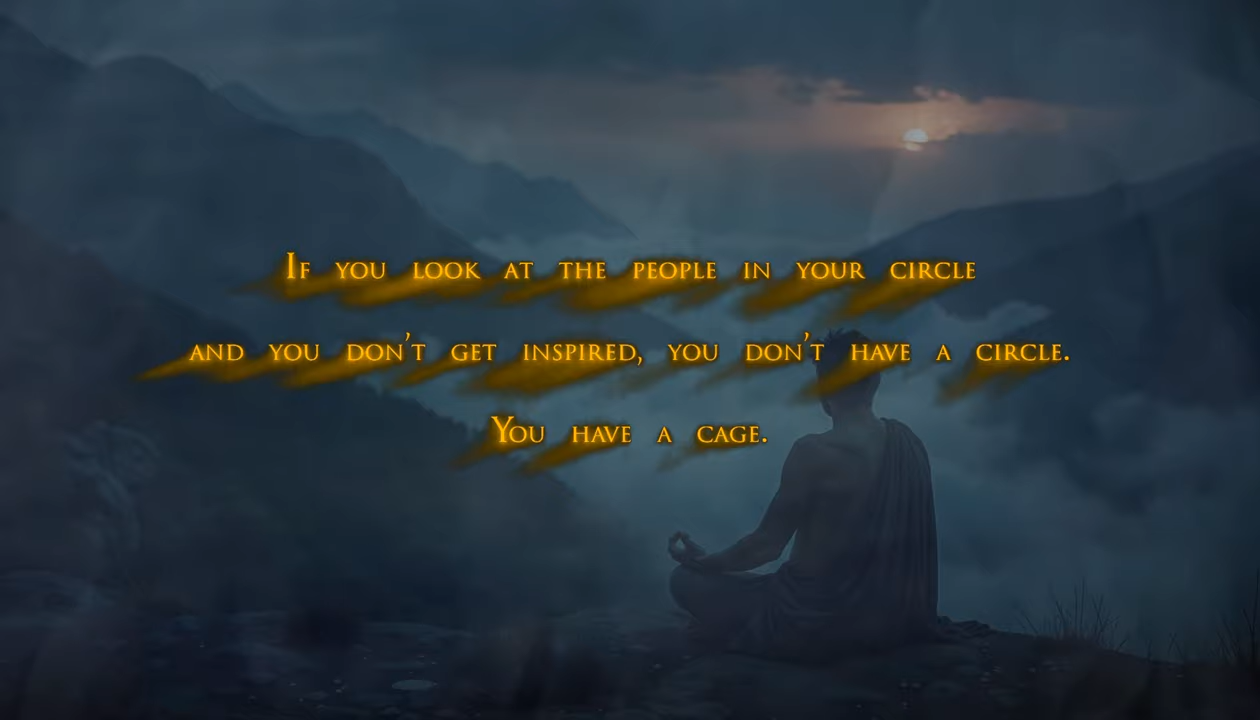 If you look at the people in your circle
and you don't get inspired, you don't have a circle.
You have a cage.